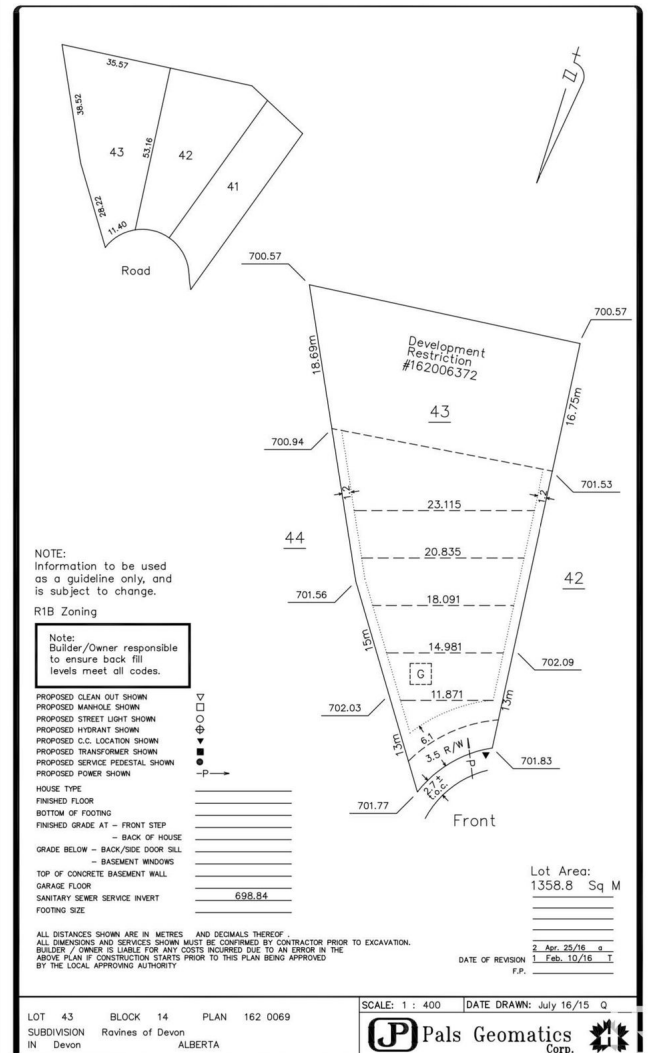 35.57
38.52
53.16
43
42
41
28.22
11.40
Road
700.57
700.57
Development
Restriction
#162006372
18.69m
16.75m
43
700.94
701.53
1.2
1.2
23.115
44
20.835
42
NOTE:
Information to be used
as a guideline only, and
is subject to change.
701.56
18.091
R1B Zoning
15m
14.981
Note:
Builder/Owner responsible
to ensure back fill
levels meet all codes.
702.09
G
11.871
702.03
13m
PROPOSED CLEAN OUT SHOWN
PROPOSED MANHOLE SHOWN
PROPOSED STREET LIGHT SHOWN
PROPOSED HYDRANT SHOWN
PROPOSED C.C. LOCATION SHOWN
PROPOSED TRANSFORMER SHOWN
PROPOSED SERVICE PEDESTAL SHOWN
PROPOSED POWER SHOWN -P→
13m
6.1
3.5 R/W
P
701.83
2.7 ±
t.o.c.
701.77
Front
HOUSE TYPE
FINISHED FLOOR
BOTTOM OF FOOTING
FINISHED GRADE AT - FRONT STEP
- BACK OF HOUSE
GRADE BELOW - BACK/SIDE DOOR SILL
- BASEMENT WINDOWS
TOP OF CONCRETE BASEMENT WALL
GARAGE FLOOR
SANITARY SEWER SERVICE INVERT 698.84
FOOTING SIZE
Lot Area:
1358.8 Sq M
ALL DISTANCES SHOWN ARE IN METRES AND DECIMALS THEREOF .
ALL DIMENSIONS AND SERVICES SHOWN MUST BE CONFIRMED BY CONTRACTOR PRIOR TO EXCAVATION.
BUILDER / OWNER IS LIABLE FOR ANY COSTS INCURRED DUE TO AN ERROR IN THE
ABOVE PLAN IF CONSTRUCTION STARTS PRIOR TO THIS PLAN BEING APPROVED
BY THE LOCAL APPROVING AUTHORITY
2 Apr. 25/16 a
DATE OF REVISION 1 Feb. 10/16 T
F.P.
LOT 43 BLOCK 14 PLAN 162 0069
SUBDIVISION Ravines of Devon
IN Devon ALBERTA
SCALE: 1 : 400 DATE DRAWN: July 16/15 Q
JP Pals Geomatics
Corp.